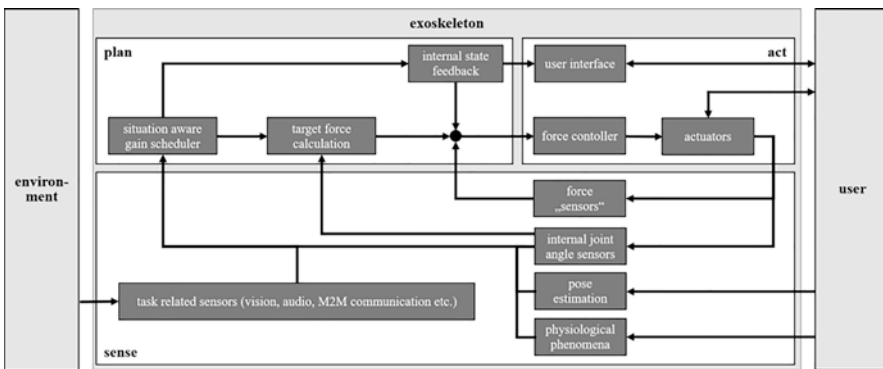 exoskeleton
plan
internal state
feedback
user interface
act
situation aware
gain scheduler
target force
calculation
force contoller
actuators
environ-
ment
user
force
„sensors“
internal joint
angle sensors
pose
estimation
task related sensors (vision, audio, M2M communication etc.)
physiological
phenomena
sense